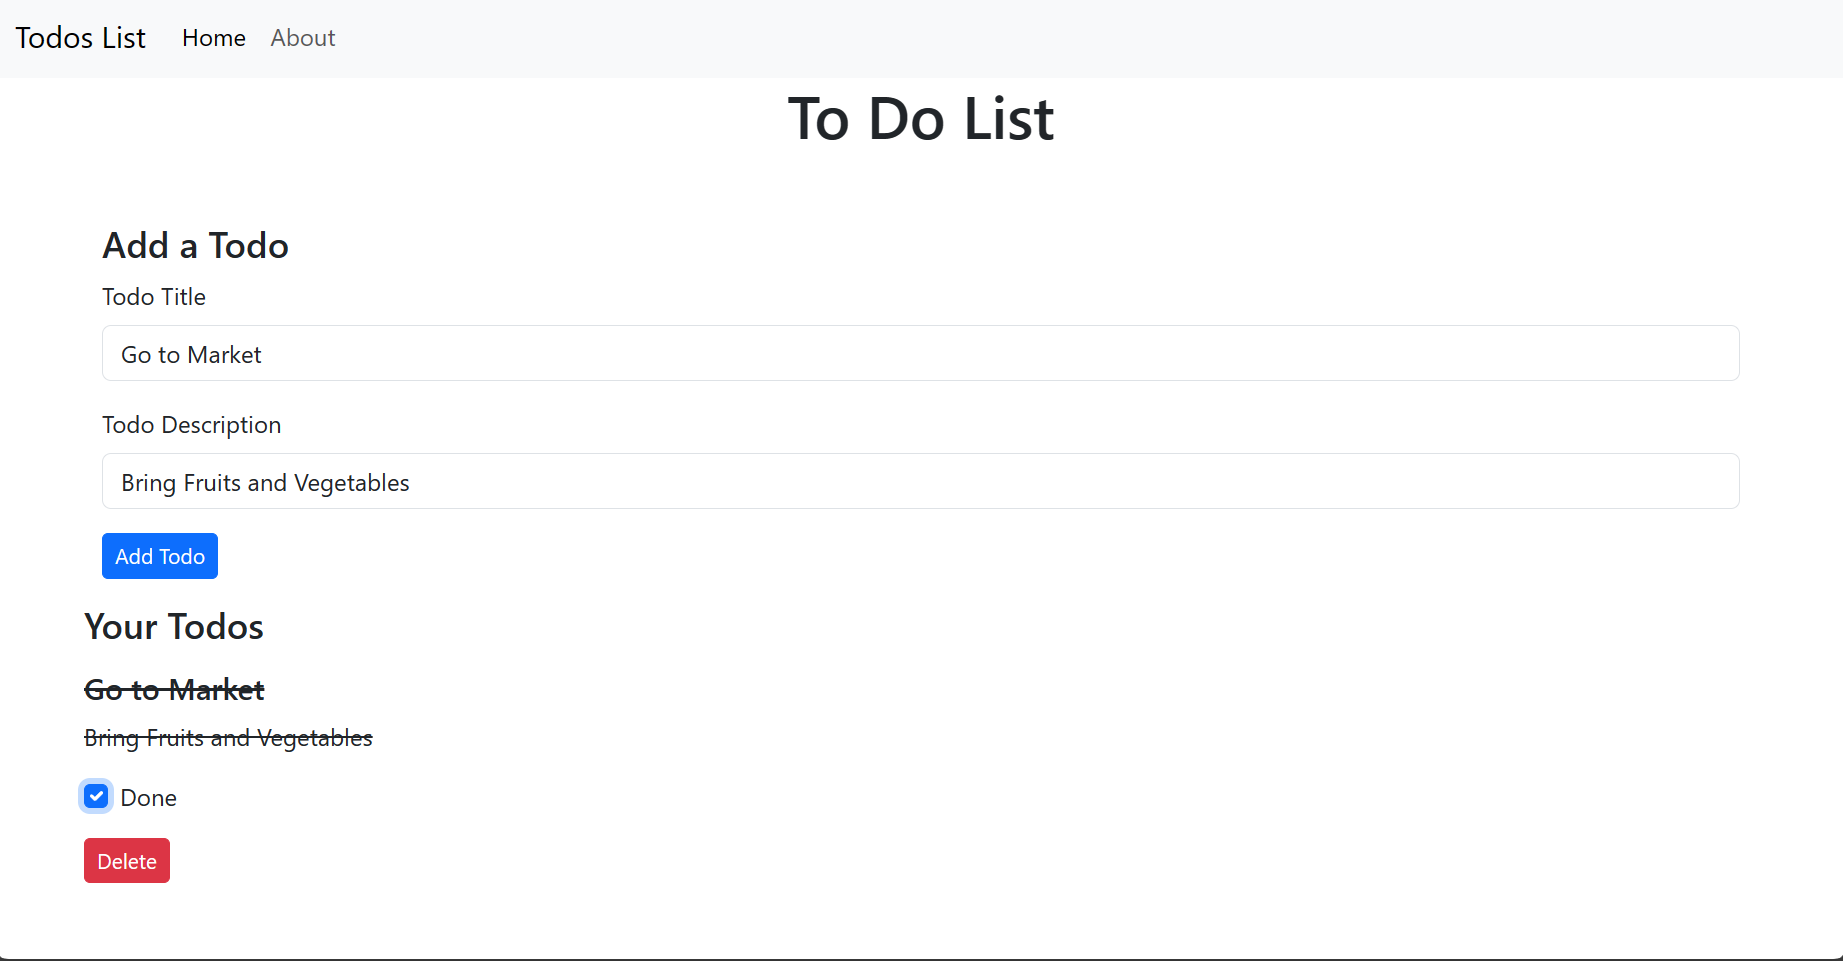 Todos List Home About
To Do List
Add a Todo
Todo Title
Go to Market
Todo Description
Bring Fruits and Vegetables
Add Todo
Your Todos
Go to Market
Bring Fruits and Vegetables
Done
Delete